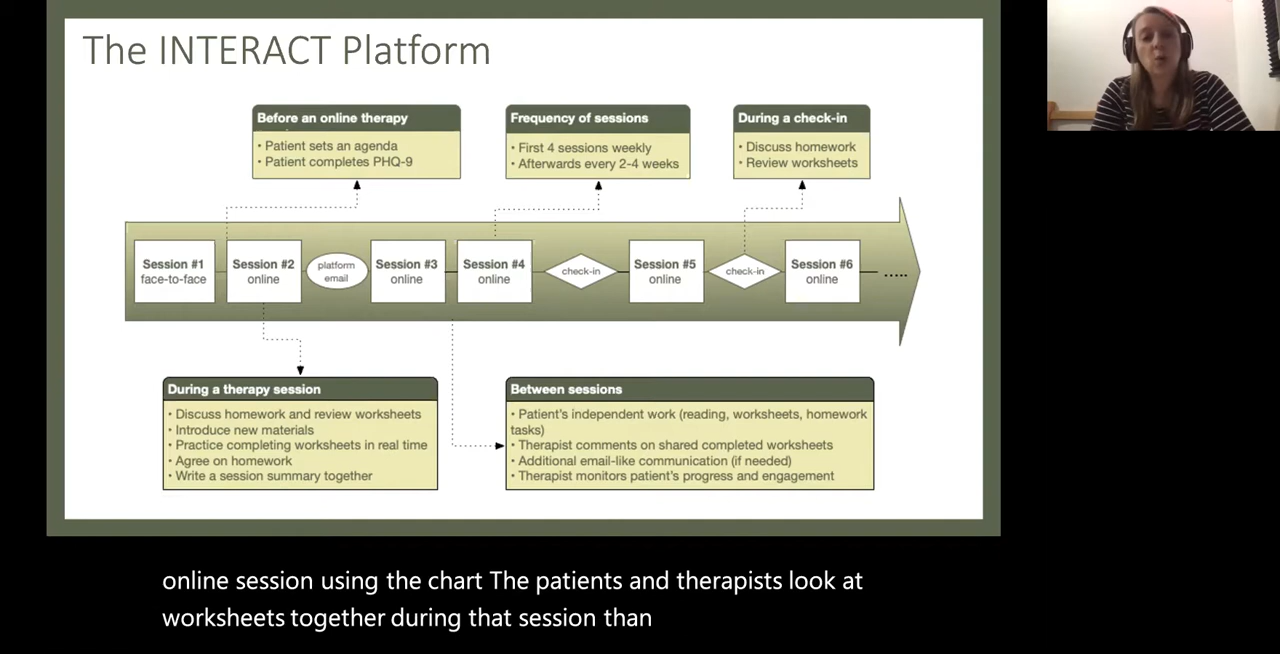 The INTERACT Platform
Before an online therapy
• Patient sets an agenda
• Patient completes PHQ-9
Frequency of sessions
• First 4 sessions weekly
• Afterwards every 2-4 weeks
During a check-in
• Discuss homework
• Review worksheets
Session #1
face-to-face
Session #2
online
platform
email
Session #3
online
Session #4
online
check-in
Session #5
online
check-in
Session #6
online
.....
During a therapy session
• Discuss homework and review worksheets
• Introduce new materials
• Practice completing worksheets in real time
• Agree on homework
• Write a session summary together
Between sessions
• Patient's independent work (reading, worksheets, homework
tasks)
• Therapist comments on shared completed worksheets
• Additional email-like communication (if needed)
• Therapist monitors patient's progress and engagement
online session using the chart The patients and therapists look at
worksheets together during that session than